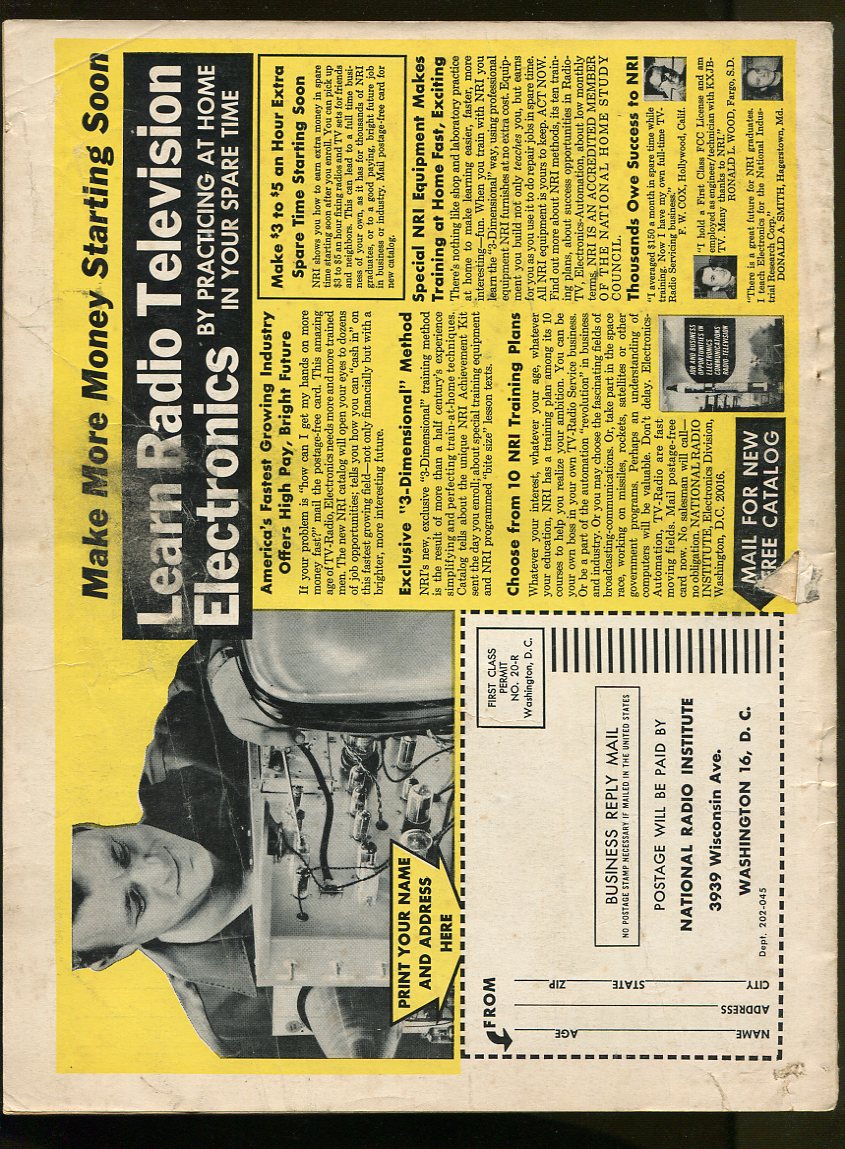 Make More Money Starting Soon
Learn Radio Television
Electronics BY PRACTICING AT HOME
IN YOUR SPARE TIME
America's Fastest Growing Industry
Offers High Pay, Bright Future
If your problem is "how can I get my hands on more
money fast?" mail the postage-free card. This amazing
age of TV-Radio Electronics needs more and more trained
men. The new NRI catalog will open your eyes to dozens
of job opportunities; tells you how you can "cash in" on
this fastest growing field—not only financially but with a
brighter, more interesting future.
Exclusive "3-Dimensional" Method
NRI's new, exclusive "3-Dimensional" training method
is the result of more than a half century's experience
simplifying and perfecting train-at-home techniques.
Catalog tells about the unique NRI Achievement Kit
sent the day you enroll; about special training equipment
and NRI programmed "bite size" lesson texts.
Choose from 10 NRI Training Plans
Whatever your interest, whatever your age, whatever
your education, NRI has a training plan among its 10
courses to help you realize your ambition. You can be
your own boss in your own TV-Radio Service business.
Or be a part of the automation "revolution" in business
and industry. Or you may choose the fascinating fields of
broadcasting-communications. Or, take part in the space
race, working on missiles, rockets, satellites or other
government programs. Perhaps an understanding of
computers will be valuable. Don't delay. Electronics-
Automation, TV-Radio are fast
moving fields. Mail postage-free
card now. No salesman will call—
no obligation. NATIONAL RADIO
INSTITUTE, Electronics Division,
Washington, D.C. 20016.
JOB AND BUSINESS
OPPORTUNITIES IN
ELECTRONICS
COMMUNICATIONS
RADIO-TELEVISION
MAIL FOR NEW
FREE CATALOG
Make $3 to $5 an Hour Extra
Spare Time Starting Soon
NRI shows you how to earn extra money in spare
time starting soon after you enroll. You can pick up
$3 to $5 an hour fixing radios and TV sets for friends
and neighbors. This can lead to a full time busi-
ness of your own, as it has for thousands of NRI
graduates, or to a good paying, bright future job
in business or industry. Mail postage-free card for
new catalog.
Special NRI Equipment Makes
Training at Home Fast, Exciting
There's nothing like shop and laboratory practice
at home to make learning easier, faster, more
interesting—fun. When you train with NRI you
learn the "3-Dimensional" way, using professional
equipment NRI furnishes at no extra cost. Equip-
ment you build not only teaches you, but earns
for you as you use it to do repair jobs in spare time.
All NRI equipment is yours to keep. ACT NOW.
Find out more about NRI methods, its ten train-
ing plans, about success opportunities in Radio-
TV, Electronics-Automation, about low monthly
terms. NRI IS AN ACCREDITED MEMBER
OF THE NATIONAL HOME STUDY
COUNCIL.
Thousands Owe Success to NRI
"I averaged $150 a month in spare time while
training. Now I have my own full-time TV-
Radio Servicing business."
F. W. COX, Hollywood, Calif.
"I hold a First Class FCC License and am
employed as engineer technician with KXJB-
TV. Many thanks to NRI."
RONALD L. WOOD, Fargo, S.D.
"There is a great future for NRI graduates.
I teach Electronics for the National Indus-
trial Research Corp."
DONALD A. SMITH, Hagerstown, Md.
PRINT YOUR NAME
AND ADDRESS
HERE
FROM
NAME
AGE
ADDRESS
CITY
STATE
ZIP
FIRST CLASS
PERMIT
NO. 20-R
Washington, D. C.
BUSINESS REPLY MAIL
NO POSTAGE STAMP NECESSARY IF MAILED IN THE UNITED STATES
POSTAGE WILL BE PAID BY
NATIONAL RADIO INSTITUTE
3939 Wisconsin Ave.
WASHINGTON 16, D. C.
Dept. 202-045